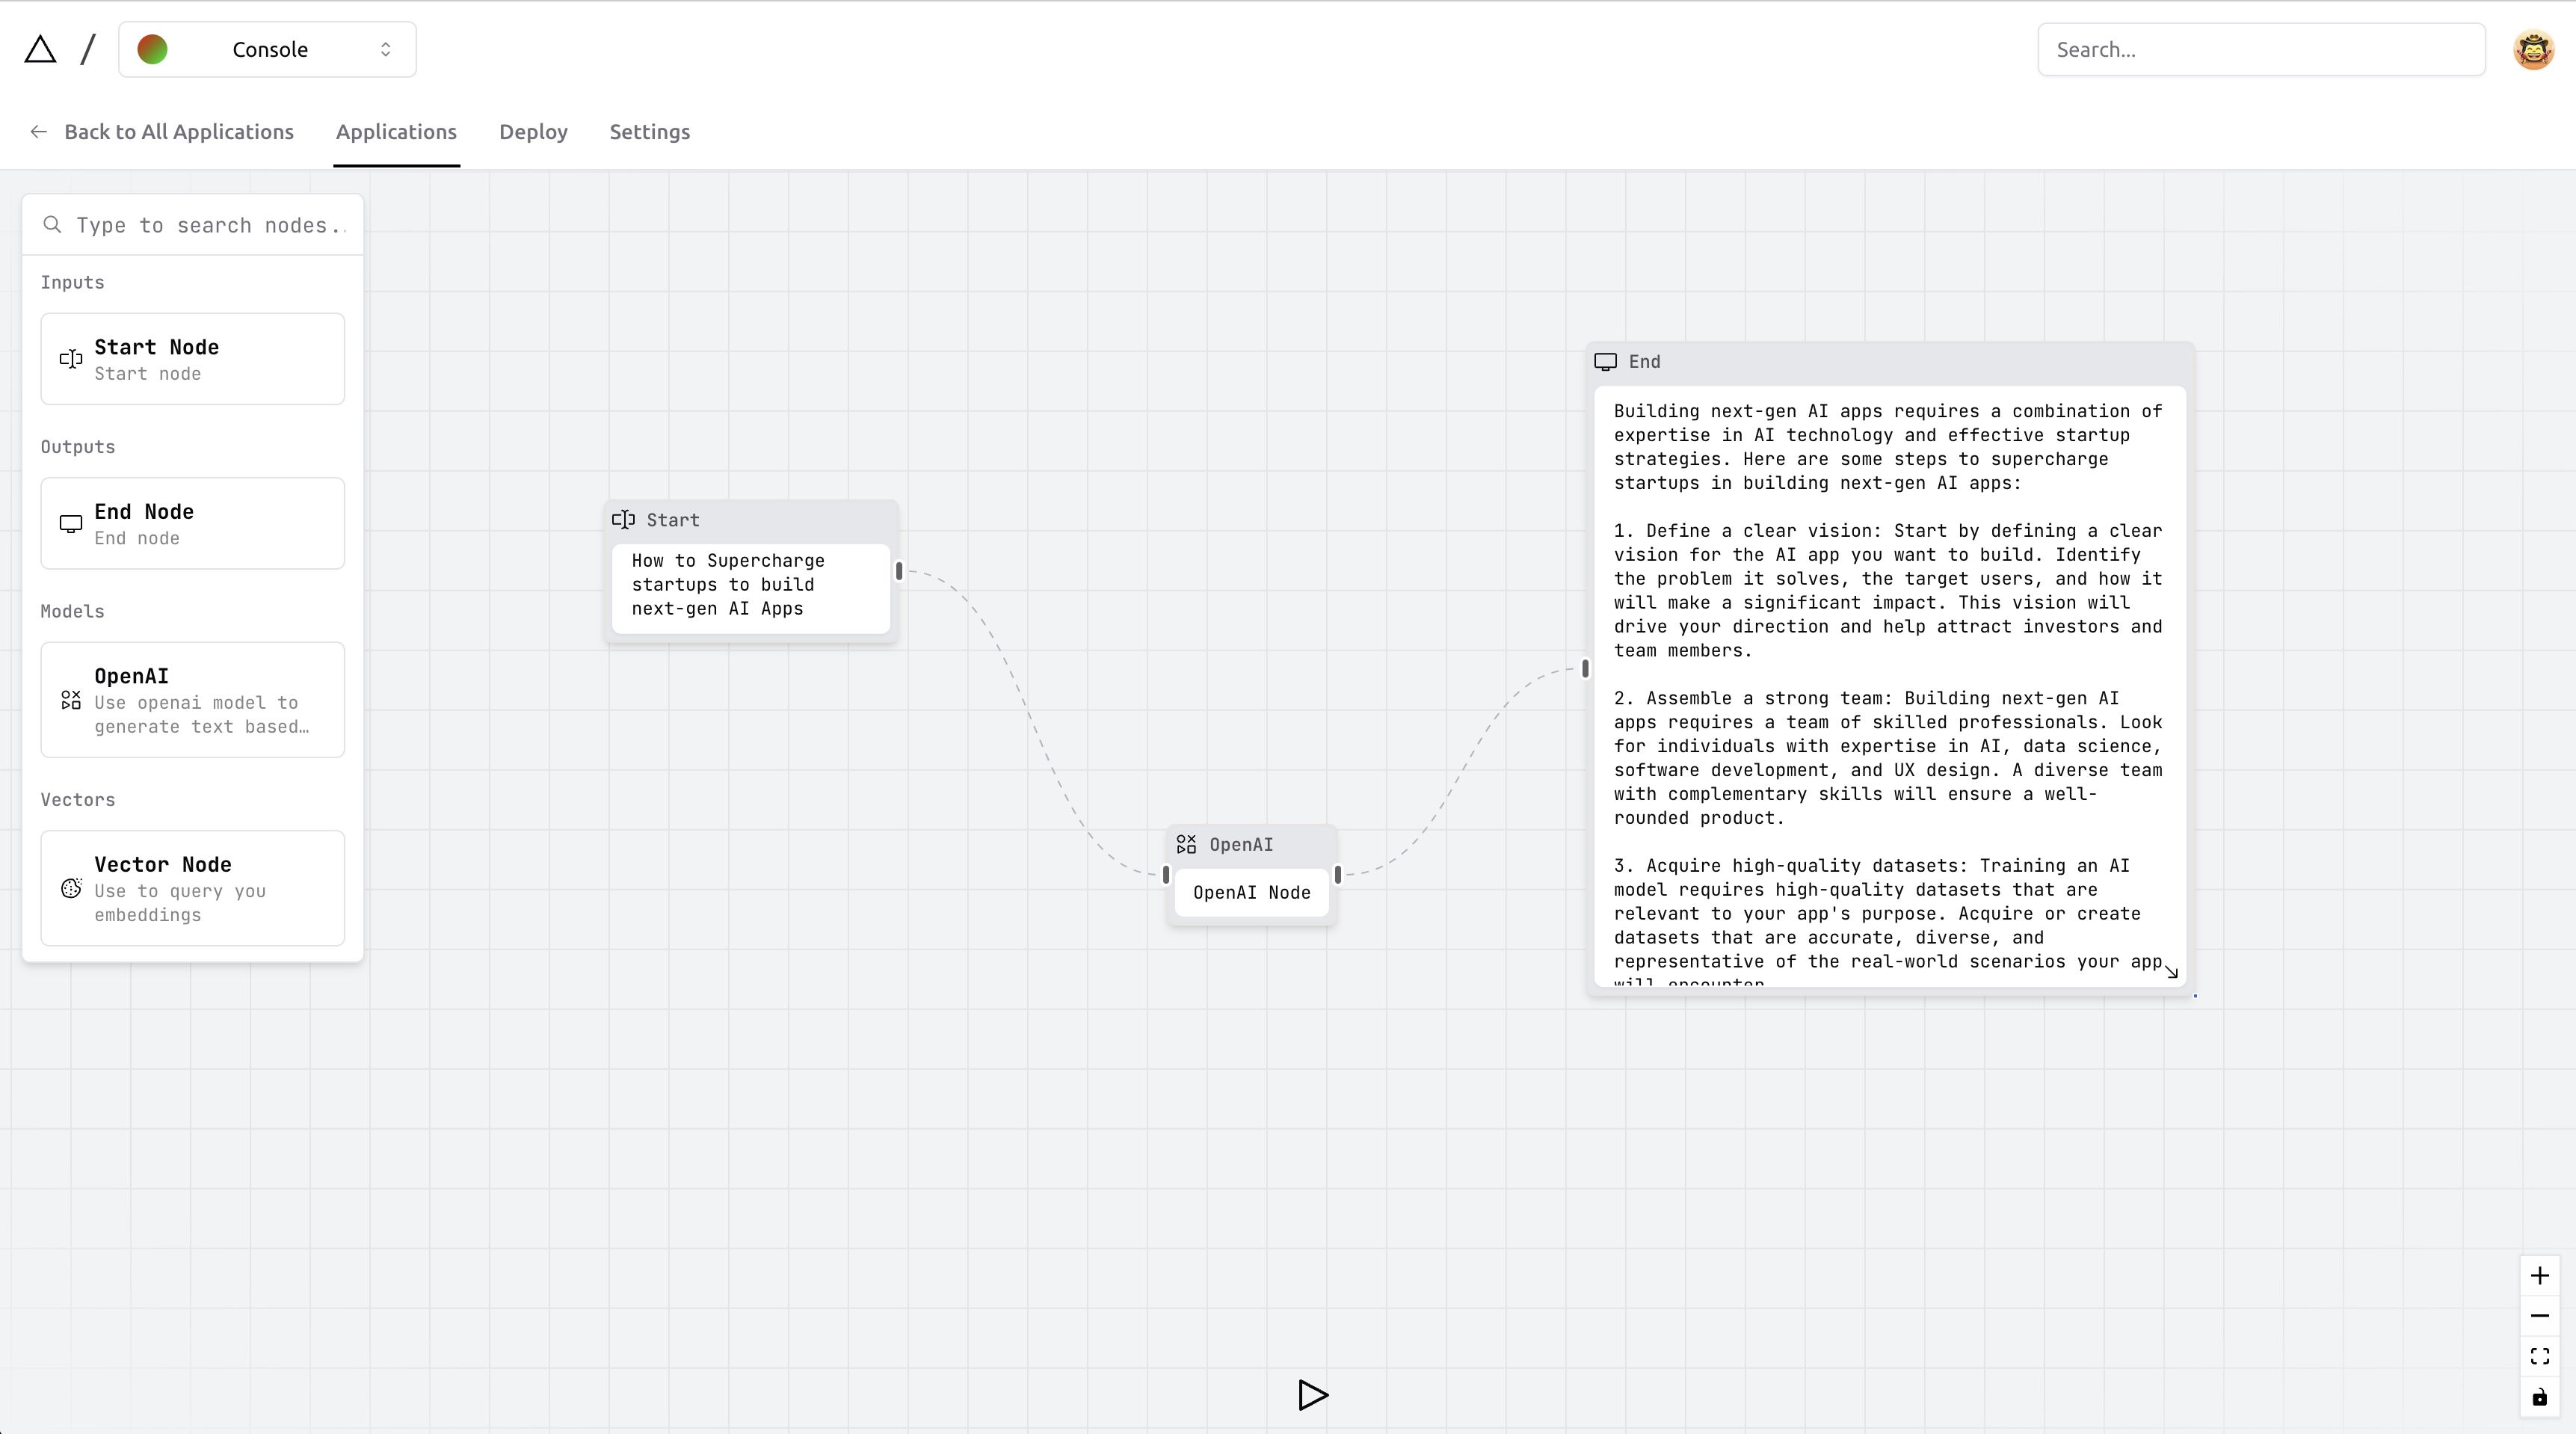 /
Console
Search...
Back to All Applications
Applications
Deploy
Settings
Type to search nodes..
Inputs
Start Node
Start node
Outputs
End Node
End node
Models
OpenAI
Use openai model to
generate text based…
Vectors
Vector Node
Use to query you
embeddings
Start
How to Supercharge
startups to build
next-gen AI Apps
OpenAI
OpenAI Node
End
Building next-gen AI apps requires a combination of
expertise in AI technology and effective startup
strategies. Here are some steps to supercharge
startups in building next-gen AI apps:
1. Define a clear vision: Start by defining a clear
vision for the AI app you want to build. Identify
the problem it solves, the target users, and how it
will make a significant impact. This vision will
drive your direction and help attract investors and
team members.
2. Assemble a strong team: Building next-gen AI
apps requires a team of skilled professionals. Look
for individuals with expertise in AI, data science,
software development, and UX design. A diverse team
with complementary skills will ensure a well-
rounded product.
3. Acquire high-quality datasets: Training an AI
model requires high-quality datasets that are
relevant to your app's purpose. Acquire or create
datasets that are accurate, diverse, and
representative of the real-world scenarios your app
will encounter